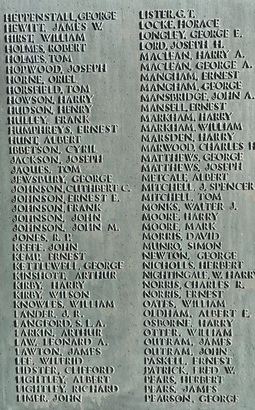 HEPPENSTALL, GEORGE
HEWITT, JAMES W.
HIRST, WILLIAM
HOLMES, ROBERT
HOLMES, TOM
HOPWOOD, JOSEPH
HORNE, ORIEL
HORSFIELD, TOM
HOWSON, HARRY
HUDSON, HENRY
HULLEY, FRANK
HUMPHREYS, ERNEST
HUNT, ALBERT
IBBETSON, CYRIL
JACKSON, JOSEPH
JAQUES, TOM
JEWSBURY, GEORGE
JOHNSON, CUTHBERT C.
JOHNSON, ERNEST E.
JOHNSON, FRANK
JOHNSON, JOHN
JOHNSON, JOHN M.
JONES, R. P.
KEEFE, JOHN
KEMP, ERNEST
KETTLEWELL, GEORGE
KINSLOTT, ARTHUR
KIRBY, HARRY
KIRBY, WILSON
KNOWLES, WILLIAM
LANDER, J. R.
LANGFORD, S. L. A.
LARKIN, ARTHUR
LAW, LEONARD A.
LAWTON, JAMES
LEE, WILFRID
LIDSTER, CLIFFORD
LIGHTLEY, ALBERT
LIGHTLEY, RICHARD
LIMER, JOHN
LISTER, G. T.
LOCKE, HORACE
LONGLEY, GEORGE E.
LORD, JOSEPH H.
MACLEAN, HARRY A.
MACLEAN, GEORGE A.
MANGHAM, ERNEST
MANGHAM, GEORGE
MANSBRIDGE, JOHN A.
MANSELL, ERNEST
MARKHAM, HARRY
MARKHAM, WILLIAM
MARSDEN, HARRY
MARWOOD, CHARLES H
MATTHEWS, GEORGE
MATTHEWS, JOSEPH
METCALF, ALBERT
MITCHELL, J. SPENCER
MITCHELL, TOM
MONKS, WALTER J.
MOORE, HARRY
MOORE, MARK
MORRIS, DAVID
MUNRO, SIMON
NEWTON, GEORGE
NICHOLLS, HERBERT
NIGHTINGALE, W. HARRY
NORRIS, CHARLES R.
NORRIS, ERNEST
OATES, WILLIAM
OLDHAM, ALBERT E.
OSBORNE, HARRY
OTTER, WILLIAM
OUTRAM, JAMES
OUTRAM, JOHN
PASKELL, ERNEST
PATRICK, FRED W.
PEARS, HERBERT
PEARS, JAMES
PEARSON, GEORGE